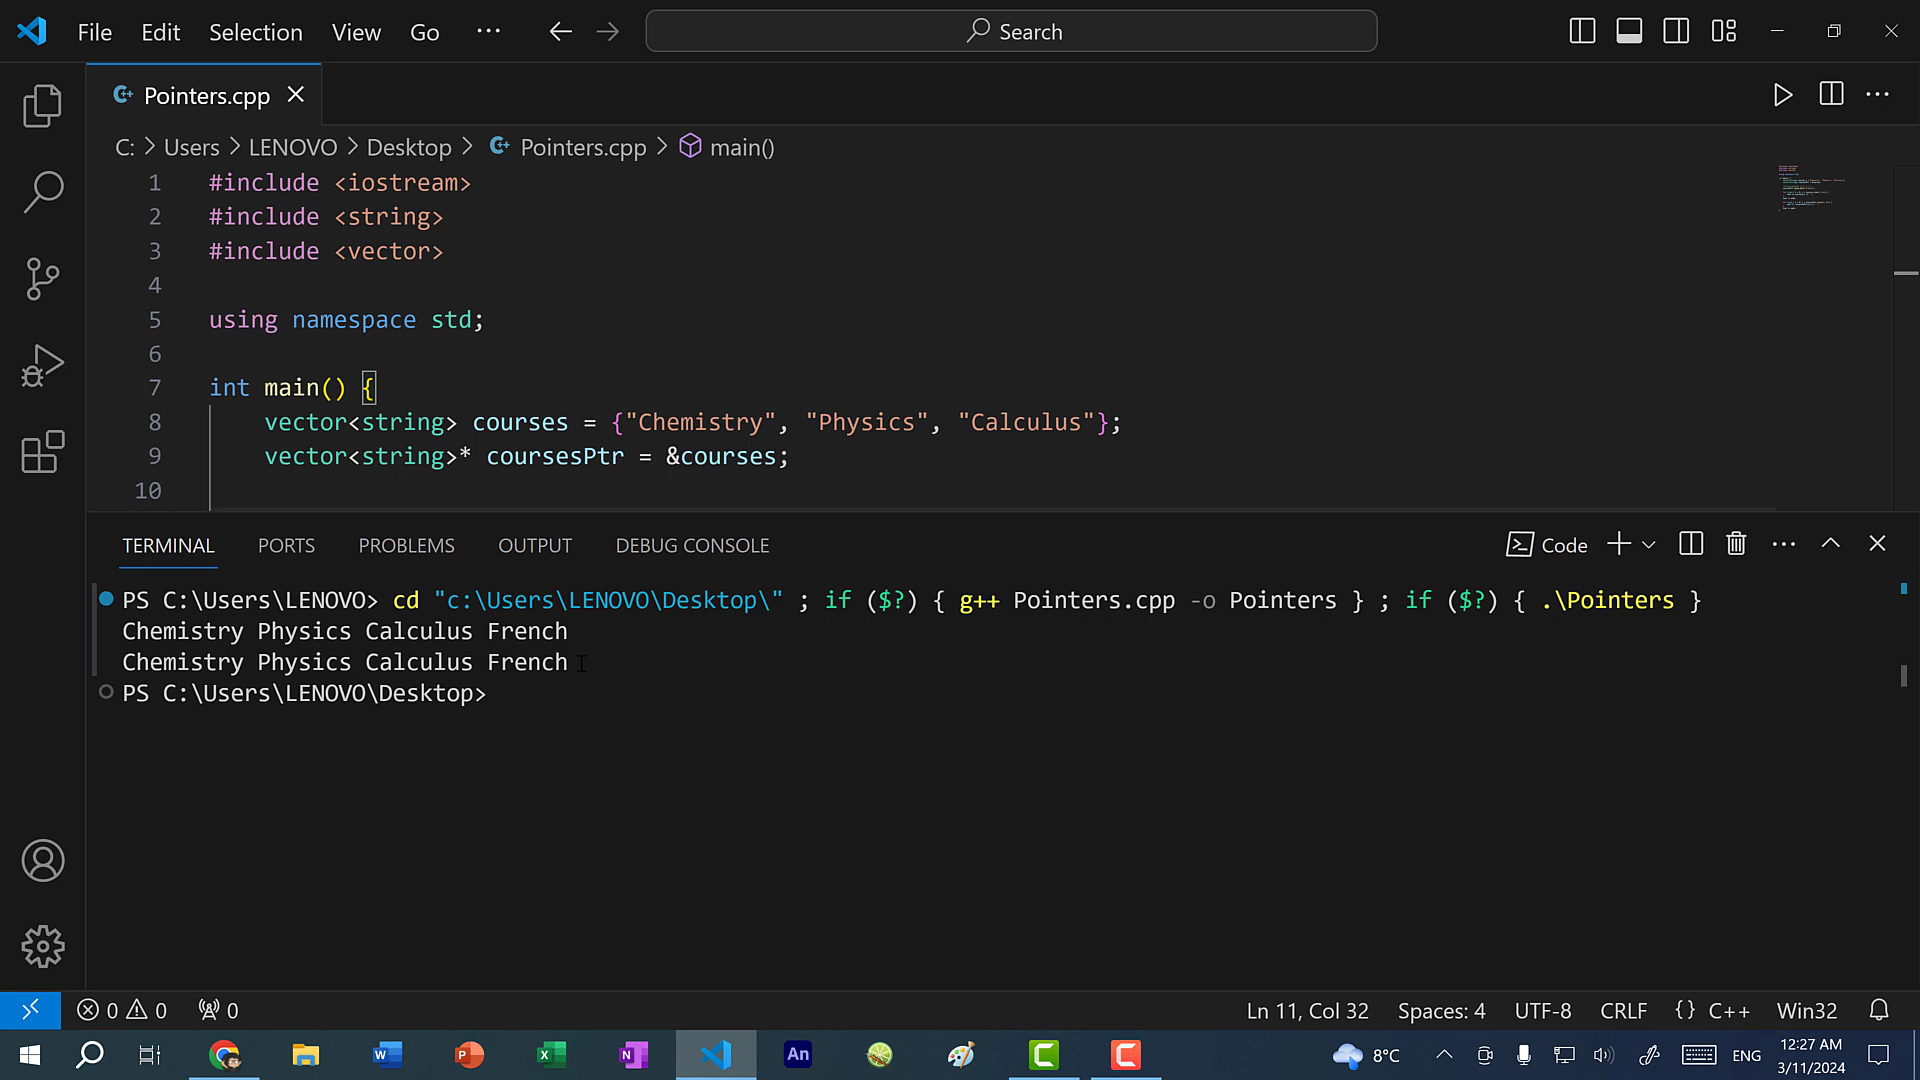 File Edit Selection View Go ··· Search
Pointers.cpp
C: > Users > LENOVO > Desktop > Pointers.cpp > main()
1 #include <iostream>
2 #include <string>
3 #include <vector>
4
5 using namespace std;
6
7 int main() {
8 vector<string> courses = {"Chemistry", "Physics", "Calculus"};
9 vector<string>* coursesPtr = &courses;
10
TERMINAL PORTS PROBLEMS OUTPUT DEBUG CONSOLE Code
PS C:\Users\LENOVO> cd "c:\Users\LENOVO\Desktop\" ; if ($?) { g++ Pointers.cpp -o Pointers } ; if ($?) { .\Pointers }
Chemistry Physics Calculus French
Chemistry Physics Calculus French
PS C:\Users\LENOVO\Desktop>
0 0 0 Ln 11, Col 32 Spaces: 4 UTF-8 CRLF {} C++ Win32
An 8°C ENG 12:27 AM
3/11/2024